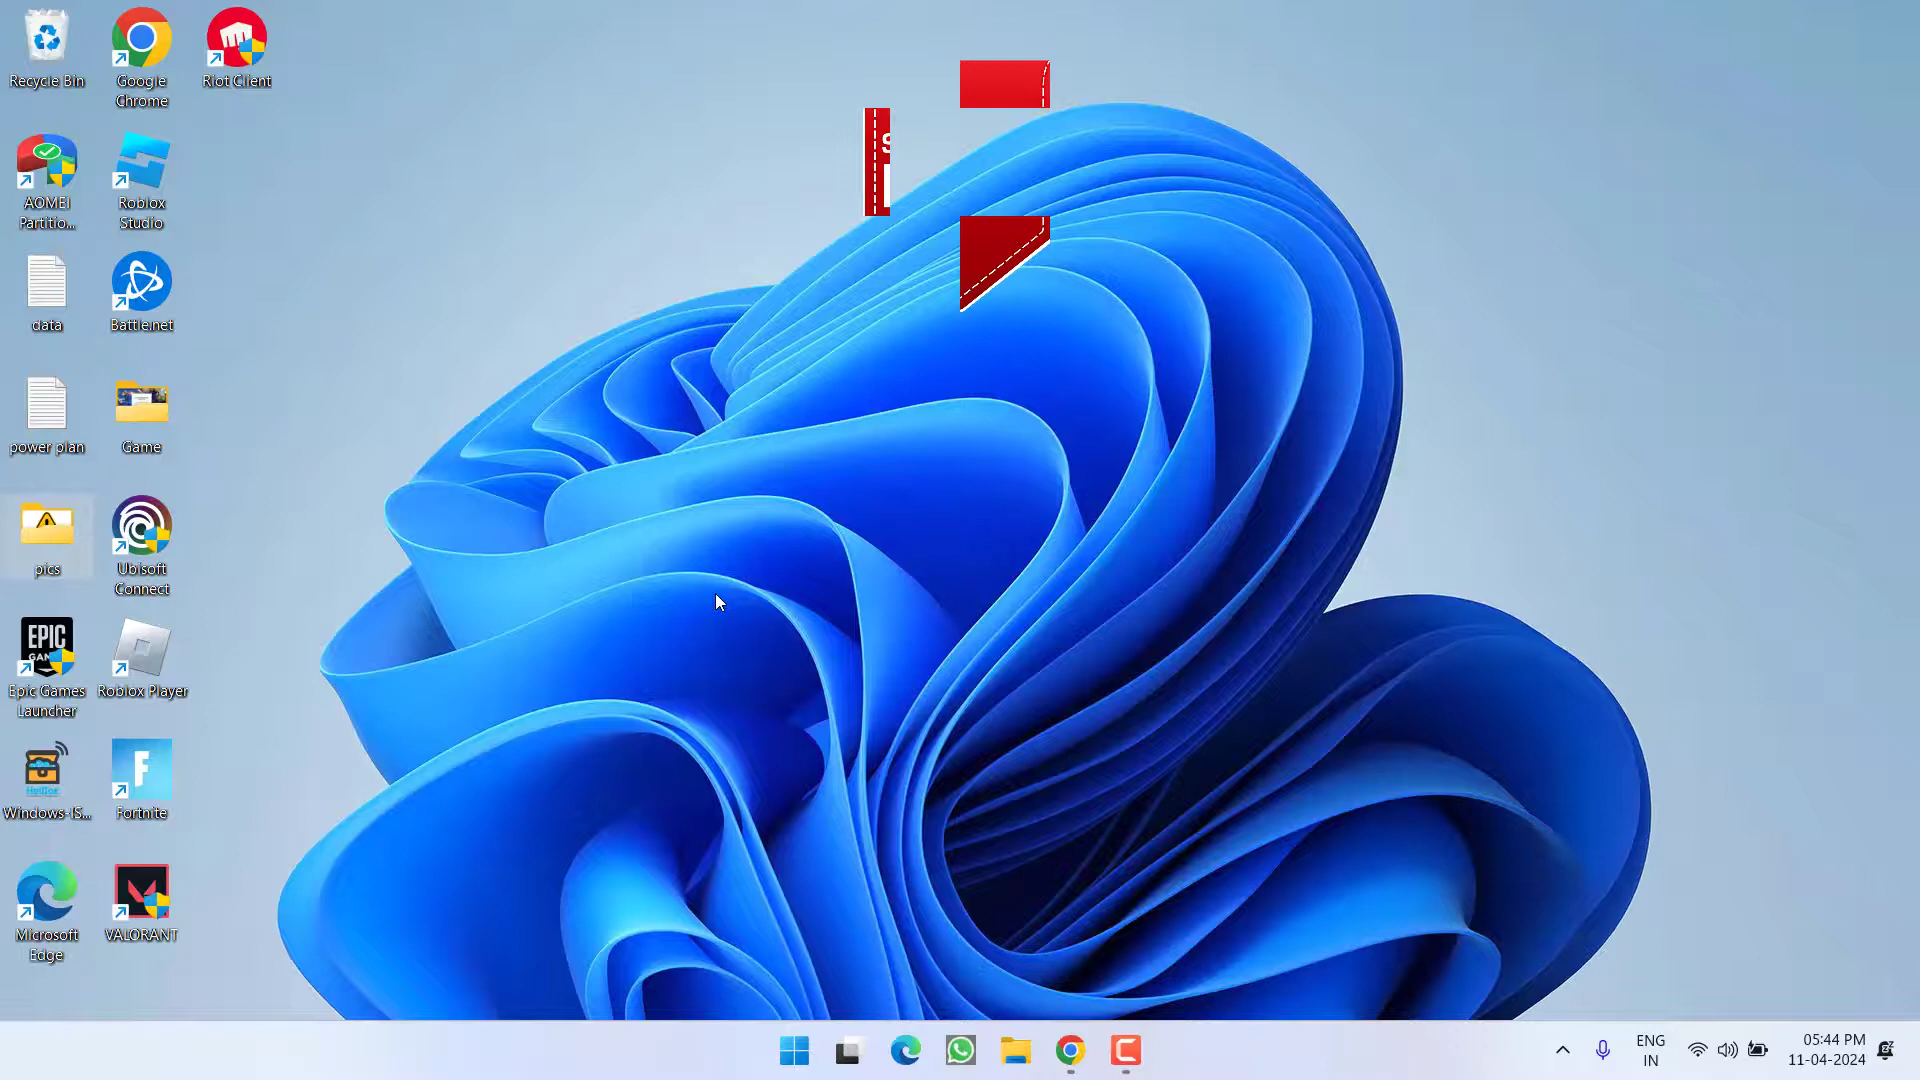 Recycle Bin
Google
Chrome
Riot Client
AOMEI
Partitio...
Roblox
Studio
data
Battle.net
power plan
Game
pics
Ubisoft
Connect
EPIC
Epic Games
Launcher
Roblox Player
Windows-IS...
Fortnite
Microsoft
Edge
VALORANT
S
ENG
IN
05:44 PM
11-04-2024